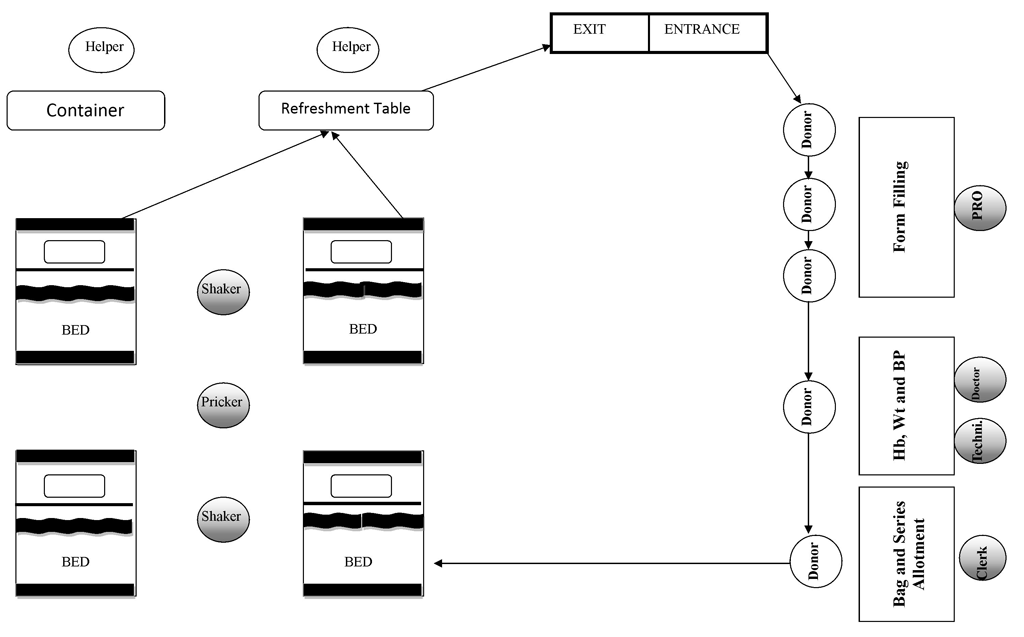 Helper
Helper
EXIT
ENTRANCE
Container
Refreshment Table
Donor
Donor
Donor
Form Filling
PRO
Shaker
BED
BED
Pricker
Donor
Hb, Wt and BP
Doctor
Techni.
Shaker
BED
BED
Donor
Bag and Series
Allotment
Clerk